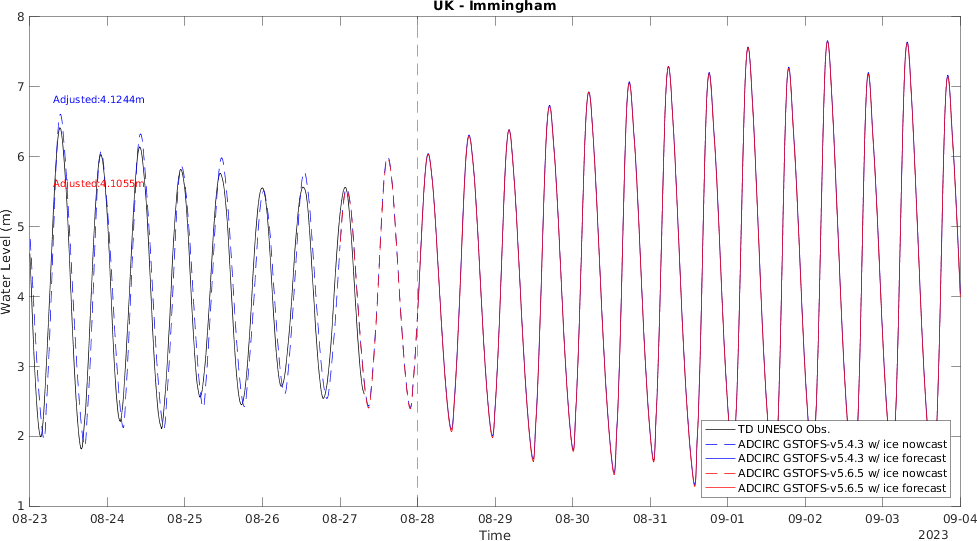 UK - Immingham
8
7
6
5
4
3
2
1
Water Level (m)
Adjusted:4.1244m
Adjusted:4.1055m
TD UNESCO Obs.
ADCIRC GSTOFS-v5.4.3 w/ ice nowcast
ADCIRC GSTOFS-v5.4.3 w/ ice forecast
ADCIRC GSTOFS-v5.6.5 w/ ice nowcast
ADCIRC GSTOFS-v5.6.5 w/ ice forecast
08-23 08-24 08-25 08-26 08-27 08-28 08-29 08-30 08-31 09-01 09-02 09-03 09-04
Time
2023